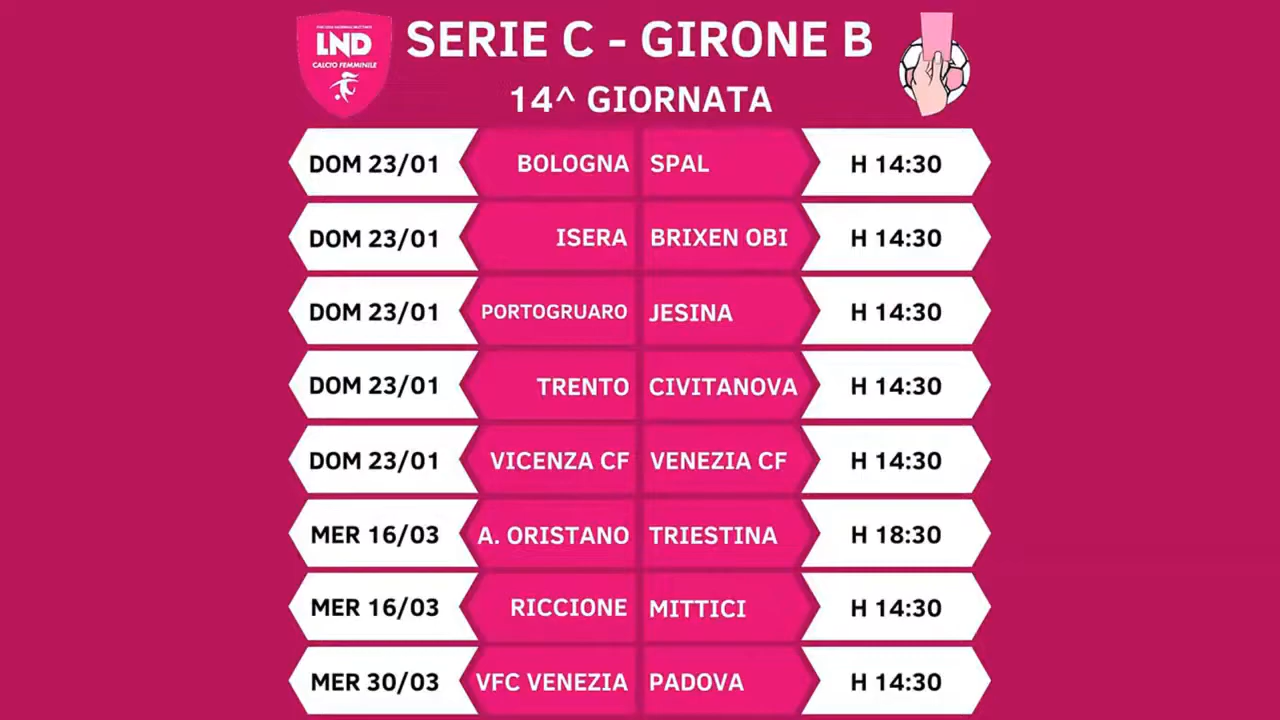 LND
CALCIO FEMMINILE
SERIE C - GIRONE B
14^ GIORNATA
DOM 23/01 BOLOGNA SPAL H 14:30
DOM 23/01 ISERA BRIXEN OBI H 14:30
DOM 23/01 PORTOGRUARO JESINA H 14:30
DOM 23/01 TRENTO CIVITANOVA H 14:30
DOM 23/01 VICENZA CF VENEZIA CF H 14:30
MER 16/03 A. ORISTANO TRIESTINA H 18:30
MER 16/03 RICCIONE MITTICI H 14:30
MER 30/03 VFC VENEZIA PADOVA H 14:30